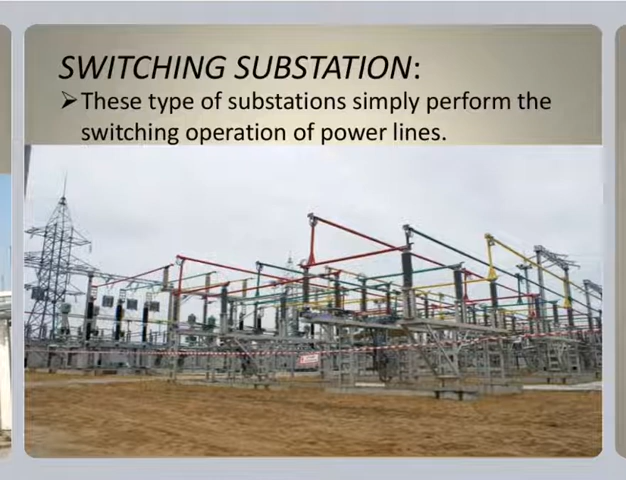 SWITCHING SUBSTATION:
➢These type of substations simply perform the
switching operation of power lines.